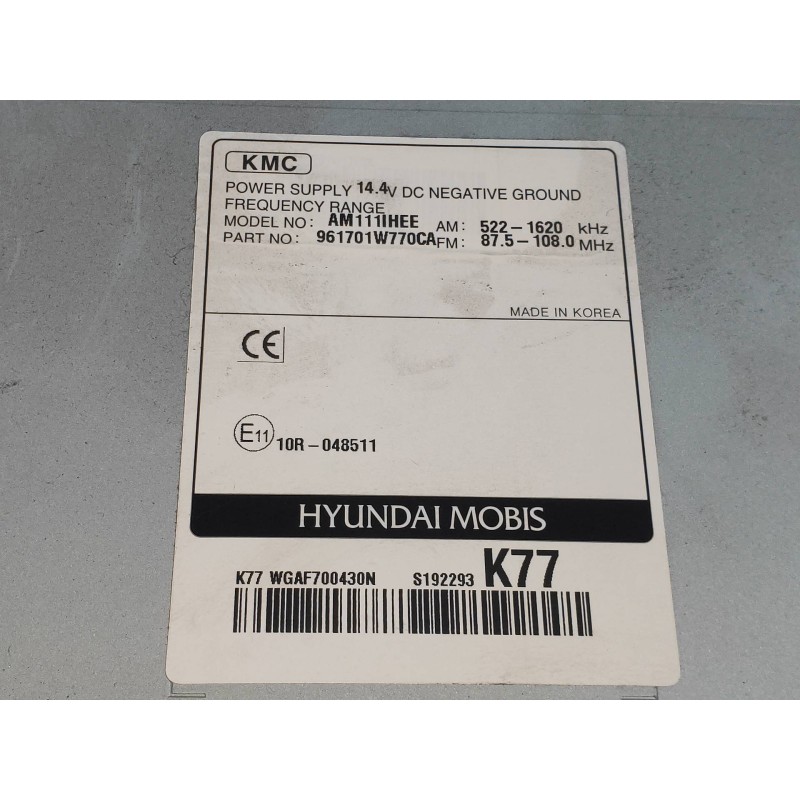 KMC
POWER SUPPLY 14.4V DC NEGATIVE GROUND
FREQUENCY RANGE
MODEL NO: AM111IHEE AM: 522-1620 kHz
PART NO: 961701W770CA FM: 87.5-108.0 MHz
MADE IN KOREA
CE
E11 10R-048511
HYUNDAI MOBIS
K77 WGAF700430N S192293 K77